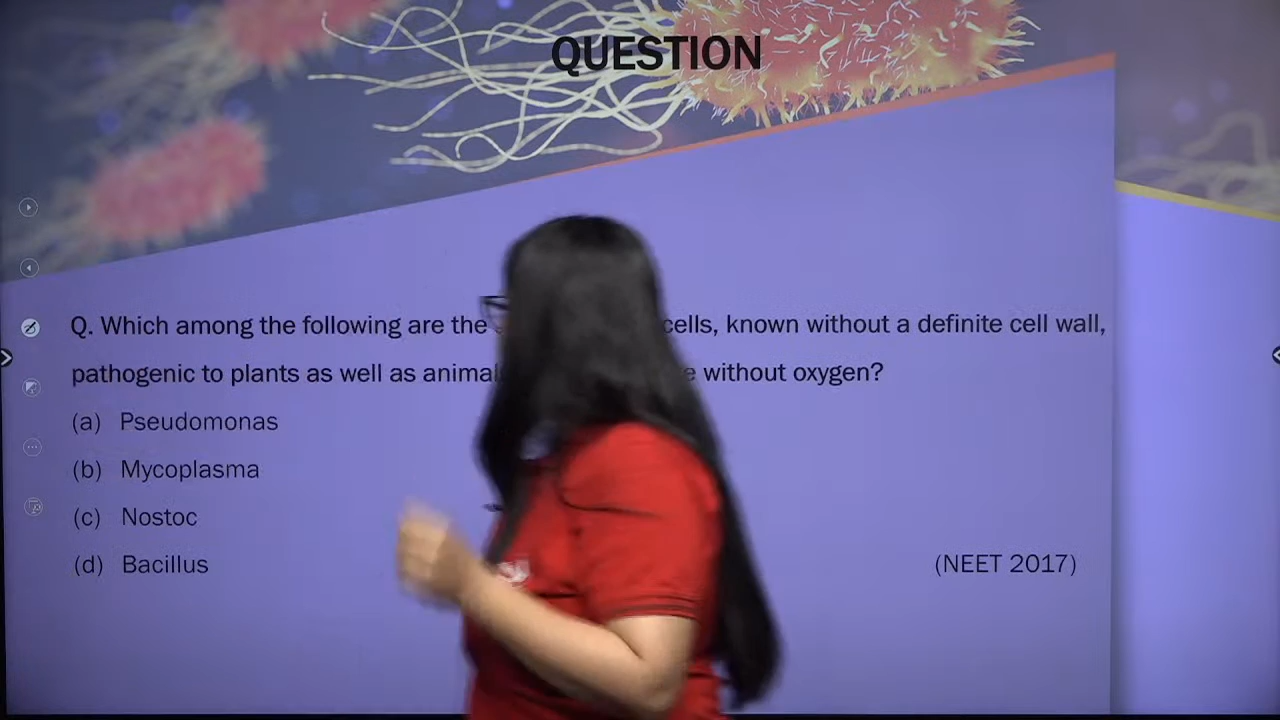 QUESTION
Q. Which among the following are the cells, known without a definite cell wall,
pathogenic to plants as well as without oxygen?
(a) Pseudomonas
(b) Mycoplasma
(c) Nostoc
(d) Bacillus
(NEET 2017)